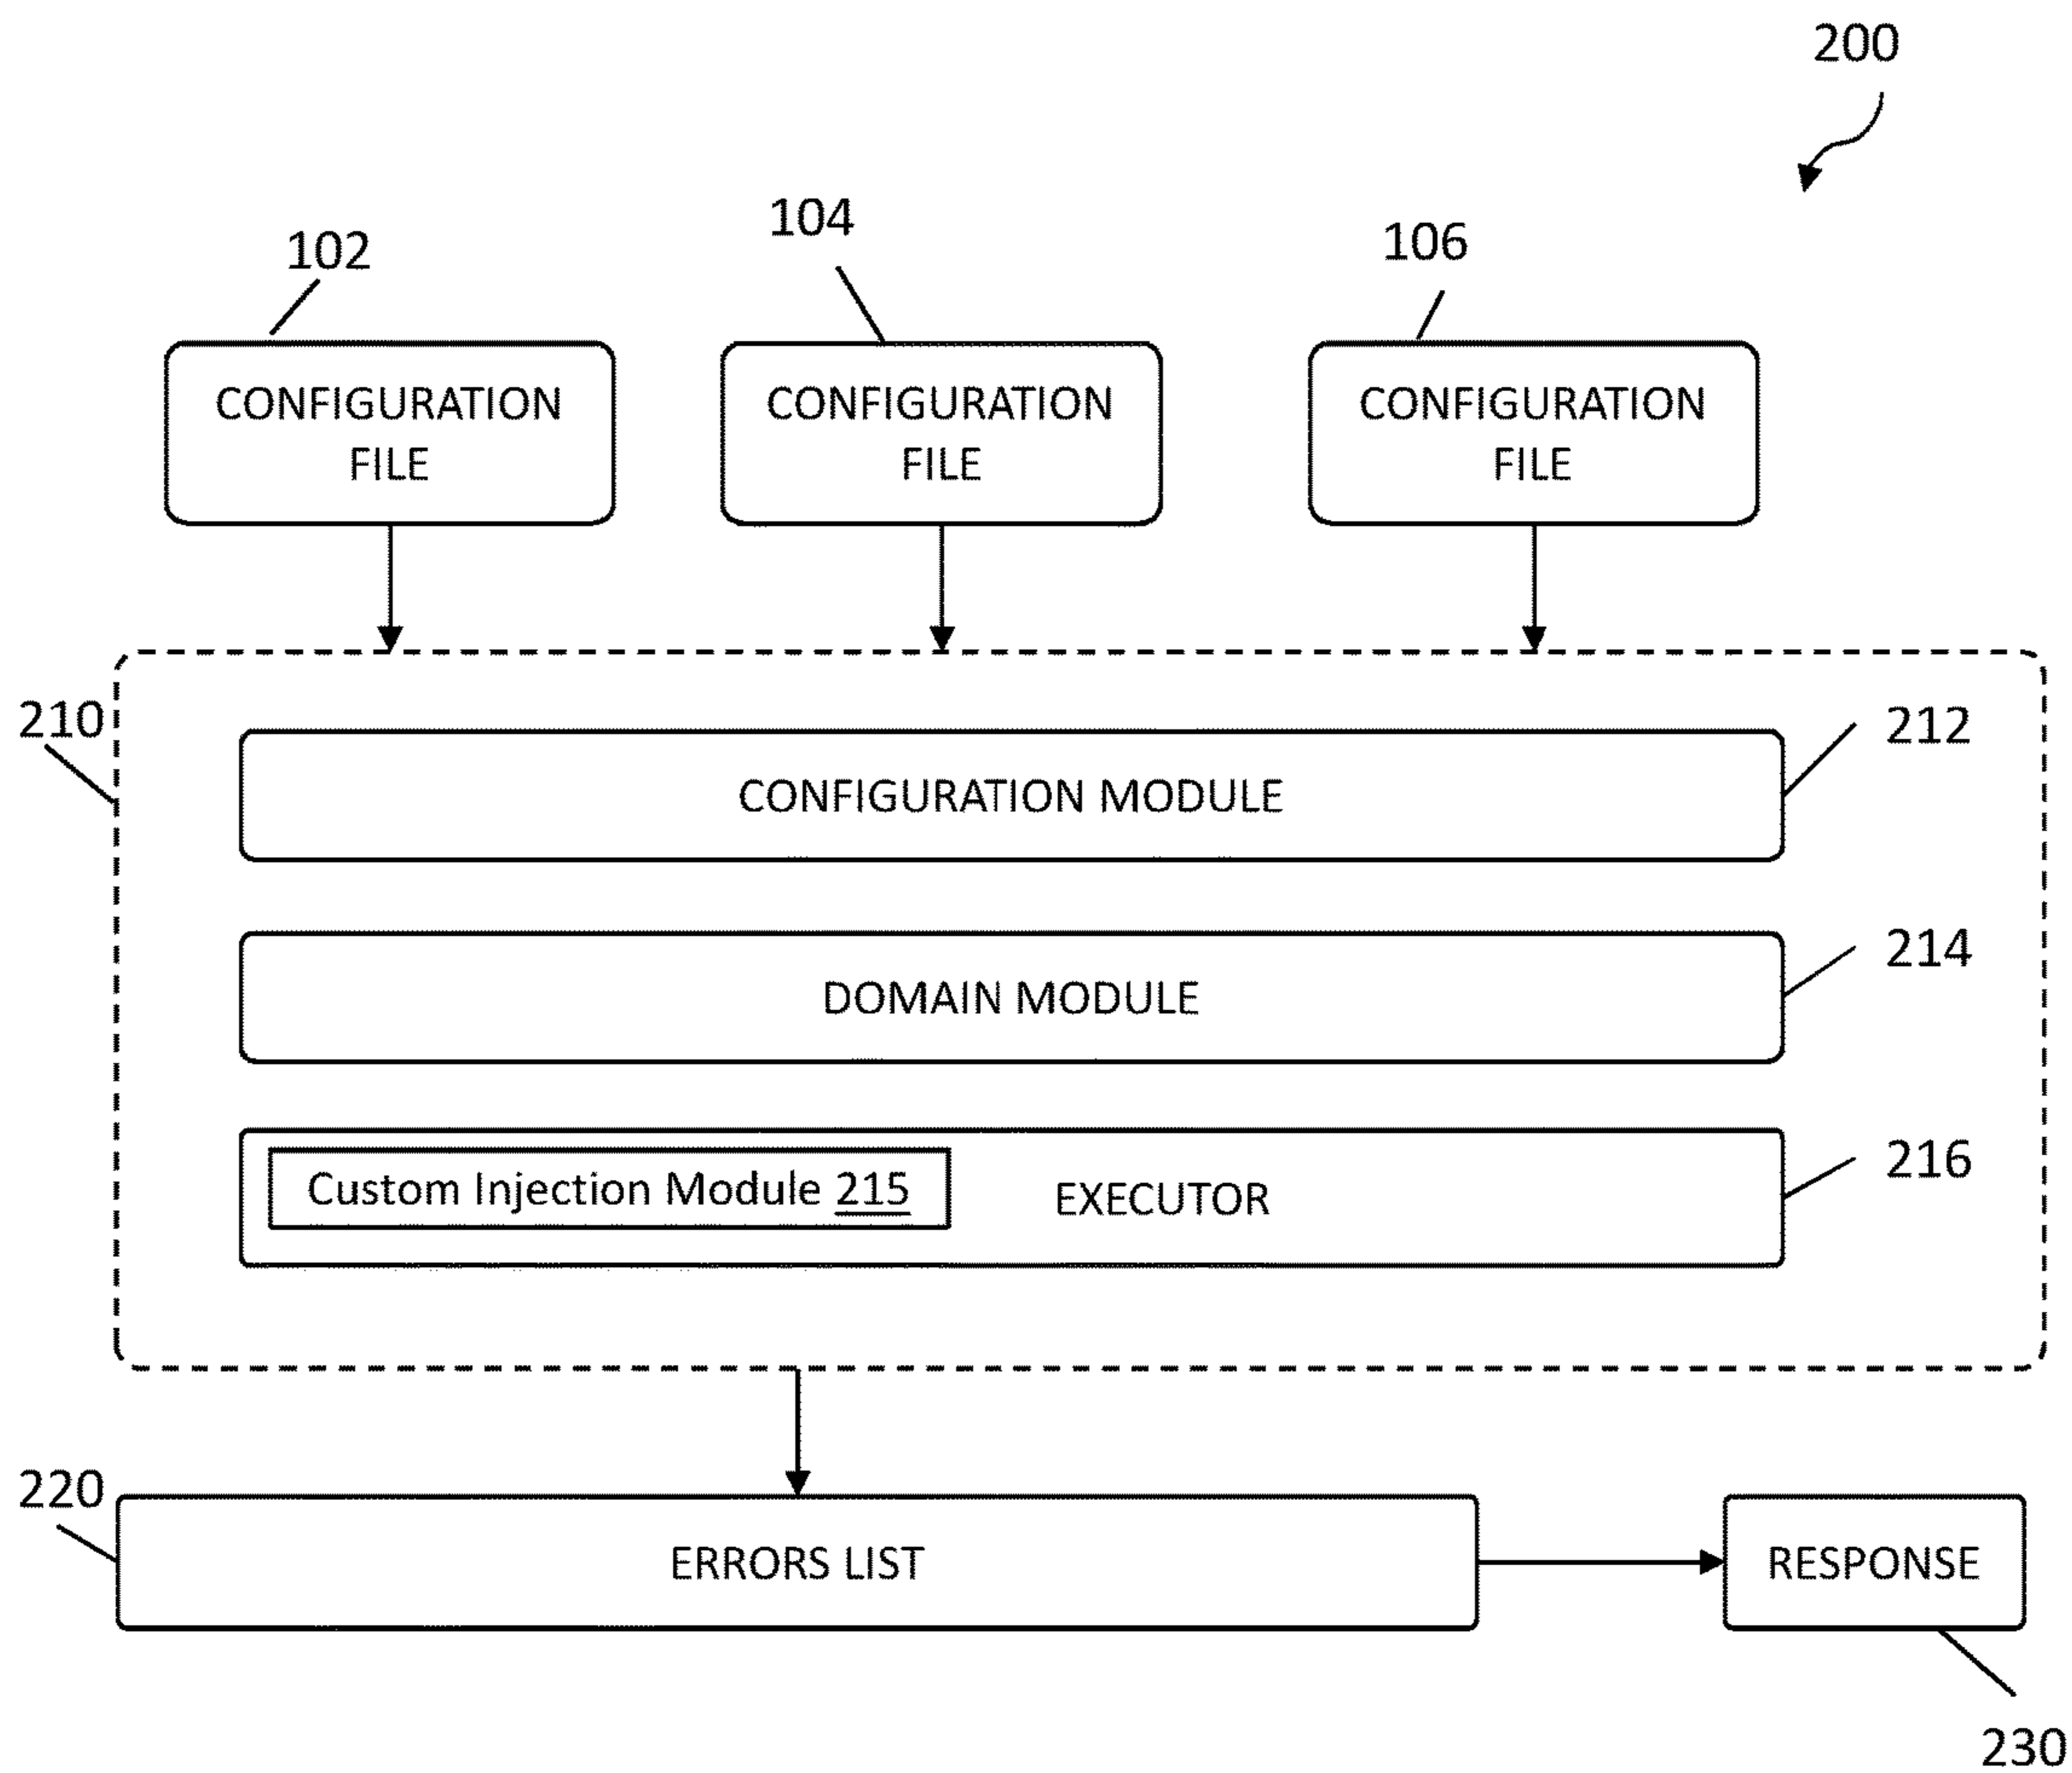 200
102
104
106
CONFIGURATION
FILE
CONFIGURATION
FILE
CONFIGURATION
FILE
210
212
CONFIGURATION MODULE
214
DOMAIN MODULE
216
Custom Injection Module 215
EXECUTOR
220
ERRORS LIST
RESPONSE
230